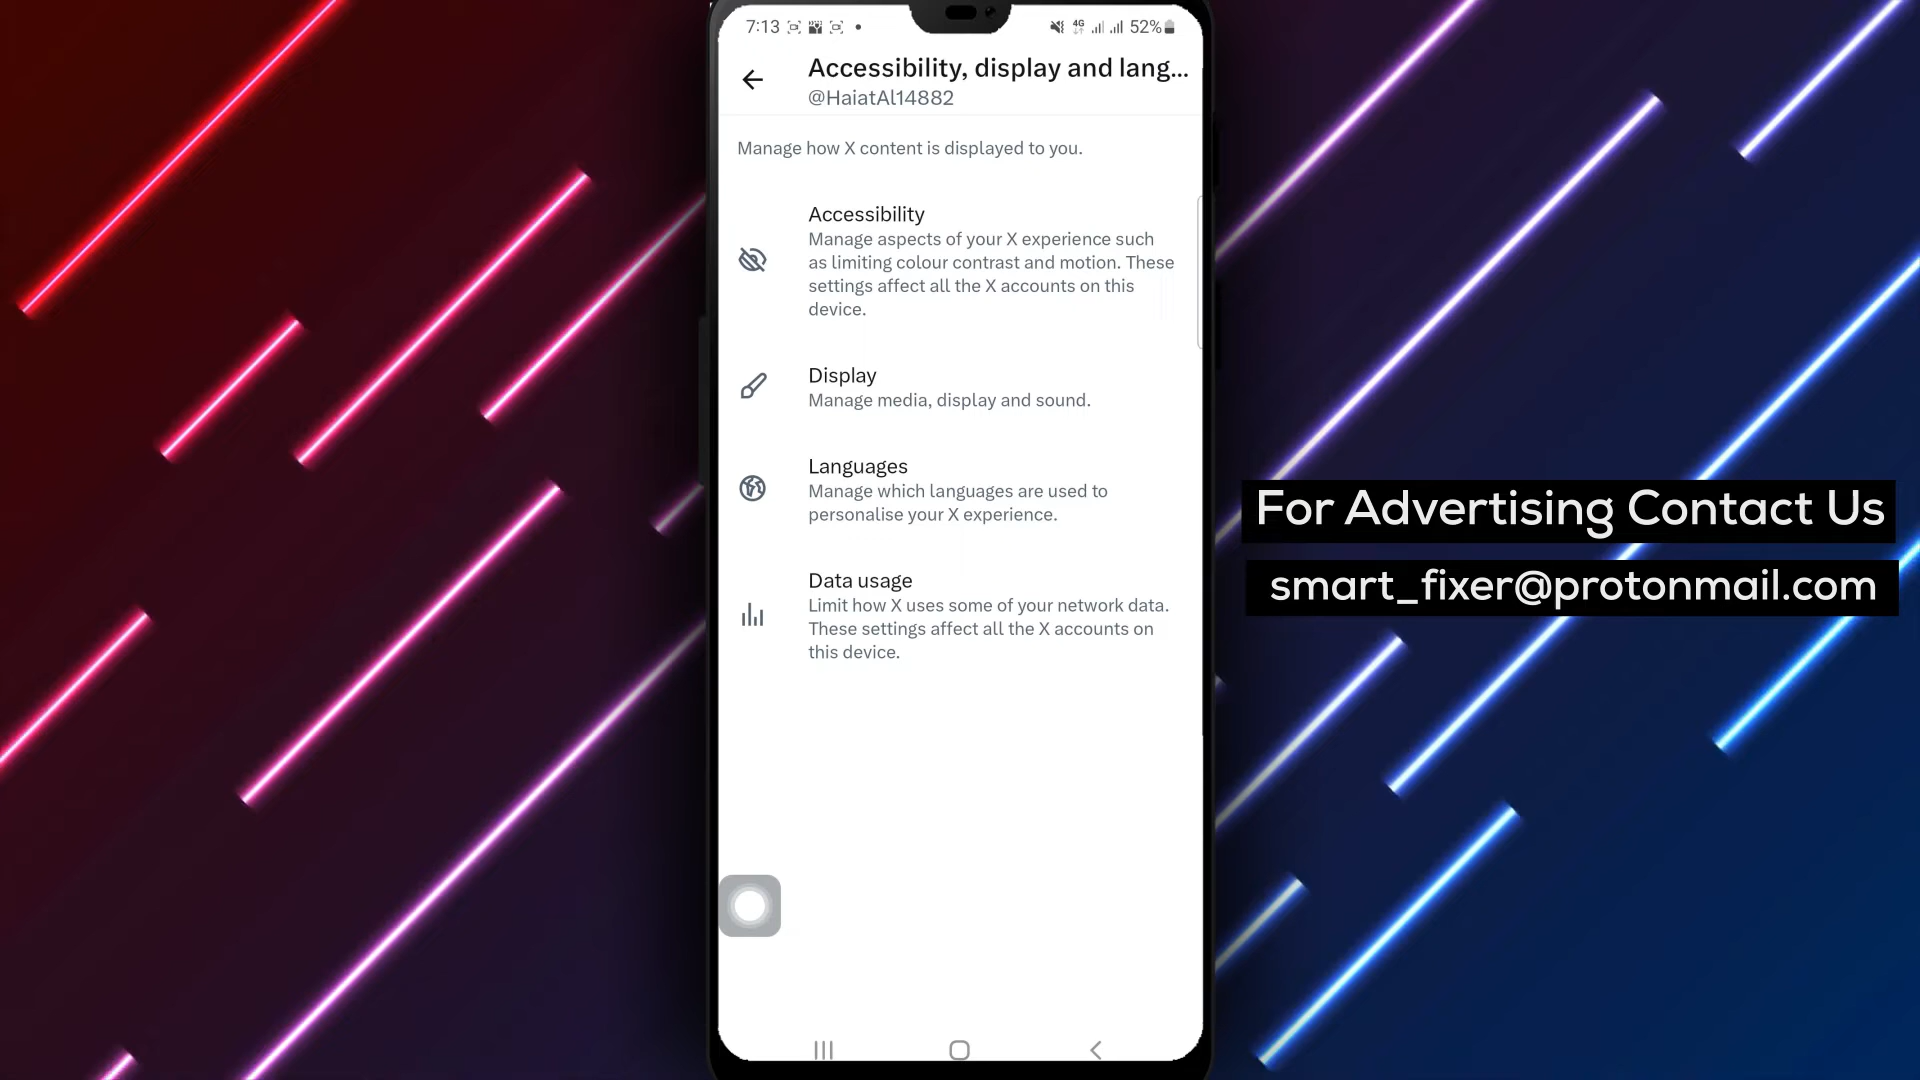 7:13
4G
52%
Accessibility, display and lang...
@HaiatAl14882
Manage how X content is displayed to you.
Accessibility
Manage aspects of your X experience such
as limiting colour contrast and motion. These
settings affect all the X accounts on this
device.
Display
Manage media, display and sound.
Languages
Manage which languages are used to
personalise your X experience.
Data usage
Limit how X uses some of your network data.
These settings affect all the X accounts on
this device.
For Advertising Contact Us
smart_fixer@protonmail.com